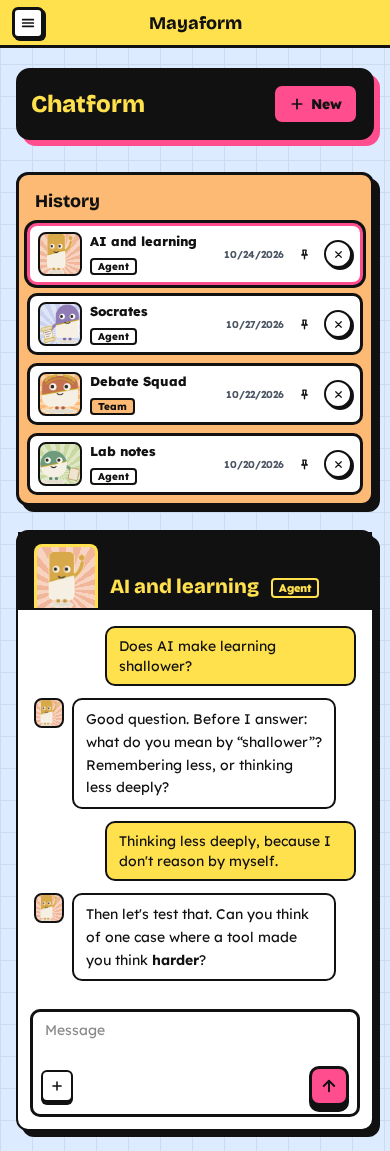 Mayaform
Chatform
New
History
AI and learning
Agent
10/24/2026
Socrates
Agent
10/27/2026
Debate Squad
Team
10/22/2026
Lab notes
Agent
10/20/2026
AI and learning
Agent
Does AI make learning
shallower?
Good question. Before I answer:
what do you mean by “shallower”?
Remembering less, or thinking
less deeply?
Thinking less deeply, because I
don't reason by myself.
Then let's test that. Can you think
of one case where a tool made
you think harder?
Message